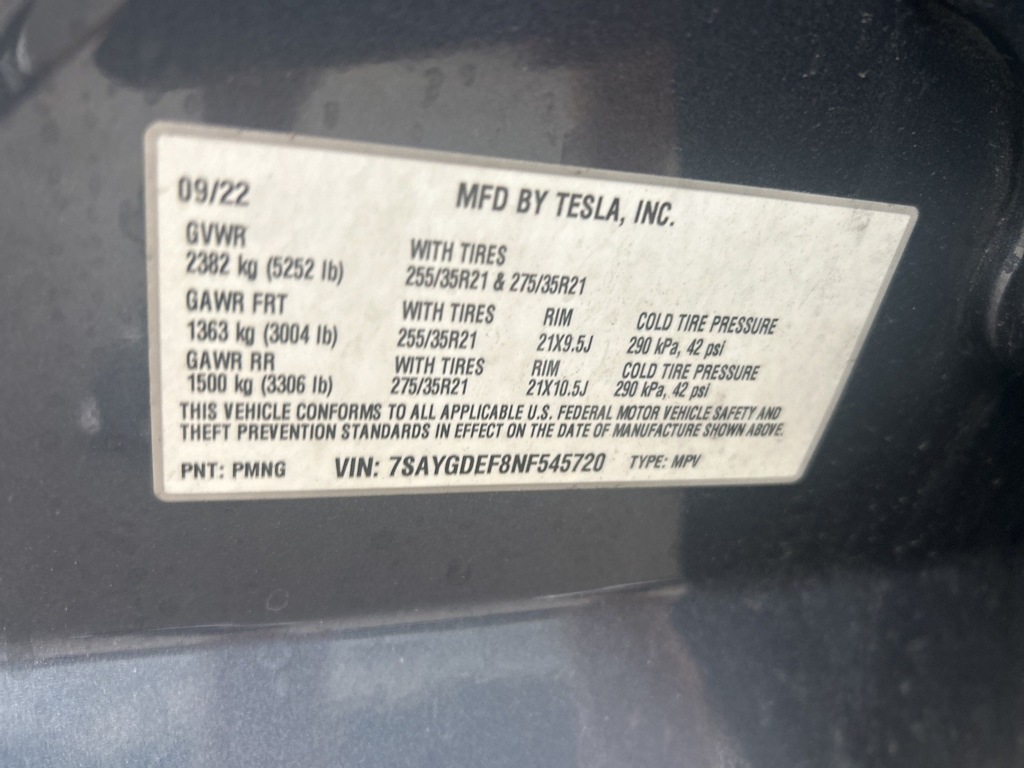 09/22 MFD BY TESLA, INC.
GVWR WITH TIRES
2382 kg (5252 lb) 255/35R21 & 275/35R21
GAWR FRT WITH TIRES RIM COLD TIRE PRESSURE
1363 kg (3004 lb) 255/35R21 21X9.5J 290 kPa, 42 psi
GAWR RR WITH TIRES RIM COLD TIRE PRESSURE
1500 kg (3306 lb) 275/35R21 21X10.5J 290 kPa, 42 psi
THIS VEHICLE CONFORMS TO ALL APPLICABLE U.S. FEDERAL MOTOR VEHICLE SAFETY AND
THEFT PREVENTION STANDARDS IN EFFECT ON THE DATE OF MANUFACTURE SHOWN ABOVE.
PNT: PMNG VIN: 7SAYGDEF8NF545720 TYPE: MPV